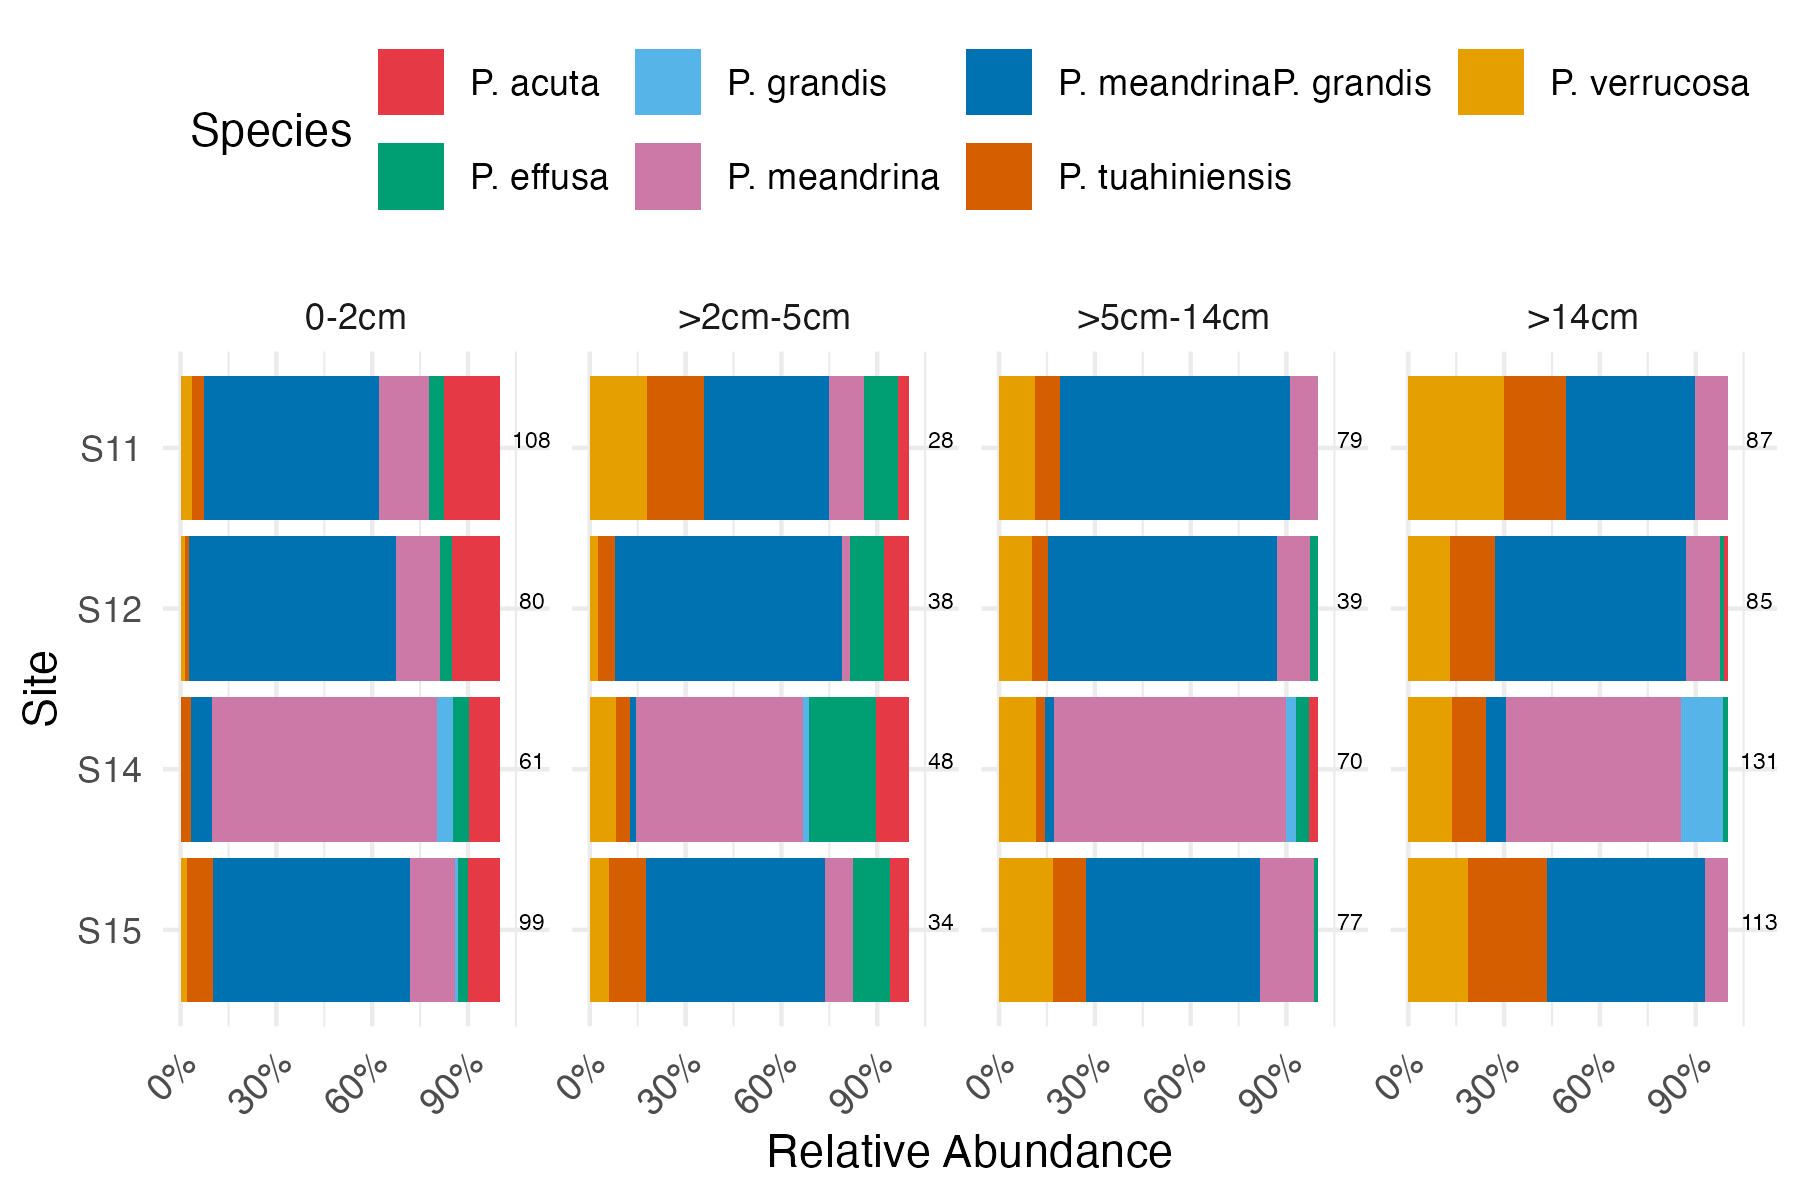 Species
P. acuta P. grandis P. meandrinaP. grandis P. verrucosa
P. effusa P. meandrina P. tuahiniensis
0-2cm >2cm-5cm >5cm-14cm >14cm
Site
S11 108 28 79 87
S12 80 38 39 85
S14 61 48 70 131
S15 99 34 77 113
0% 30% 60% 90% 0% 30% 60% 90% 0% 30% 60% 90% 0% 30% 60% 90%
Relative Abundance